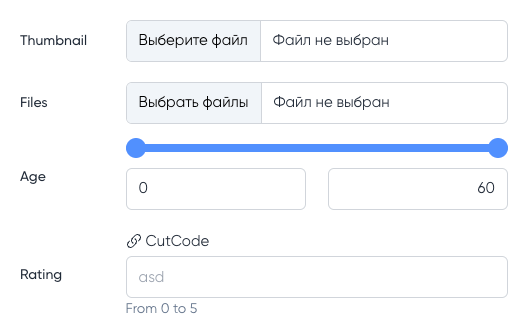 Thumbnail Выберите файл Файл не выбран
Files Выбрать файлы Файл не выбран
Age
0 60
CutCode
Rating asd
From 0 to 5